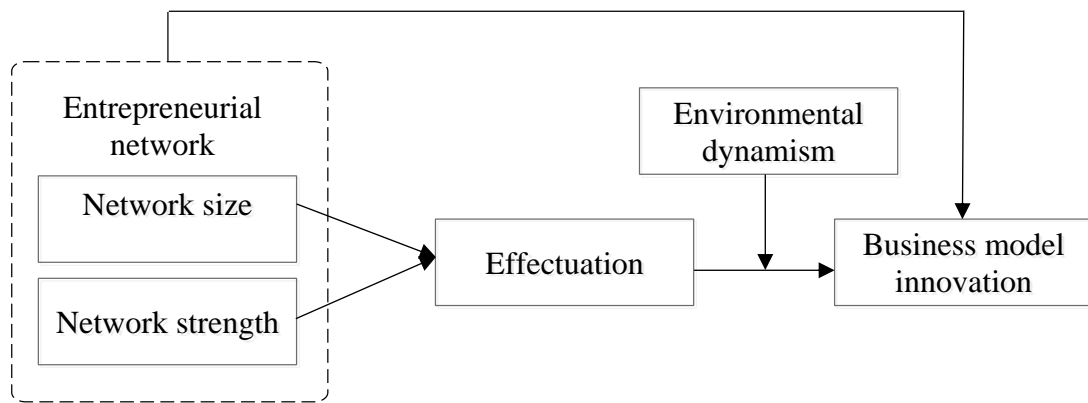 Entrepreneurial
network
Network size
Network strength
Effectuation
Environmental
dynamism
Business model
innovation